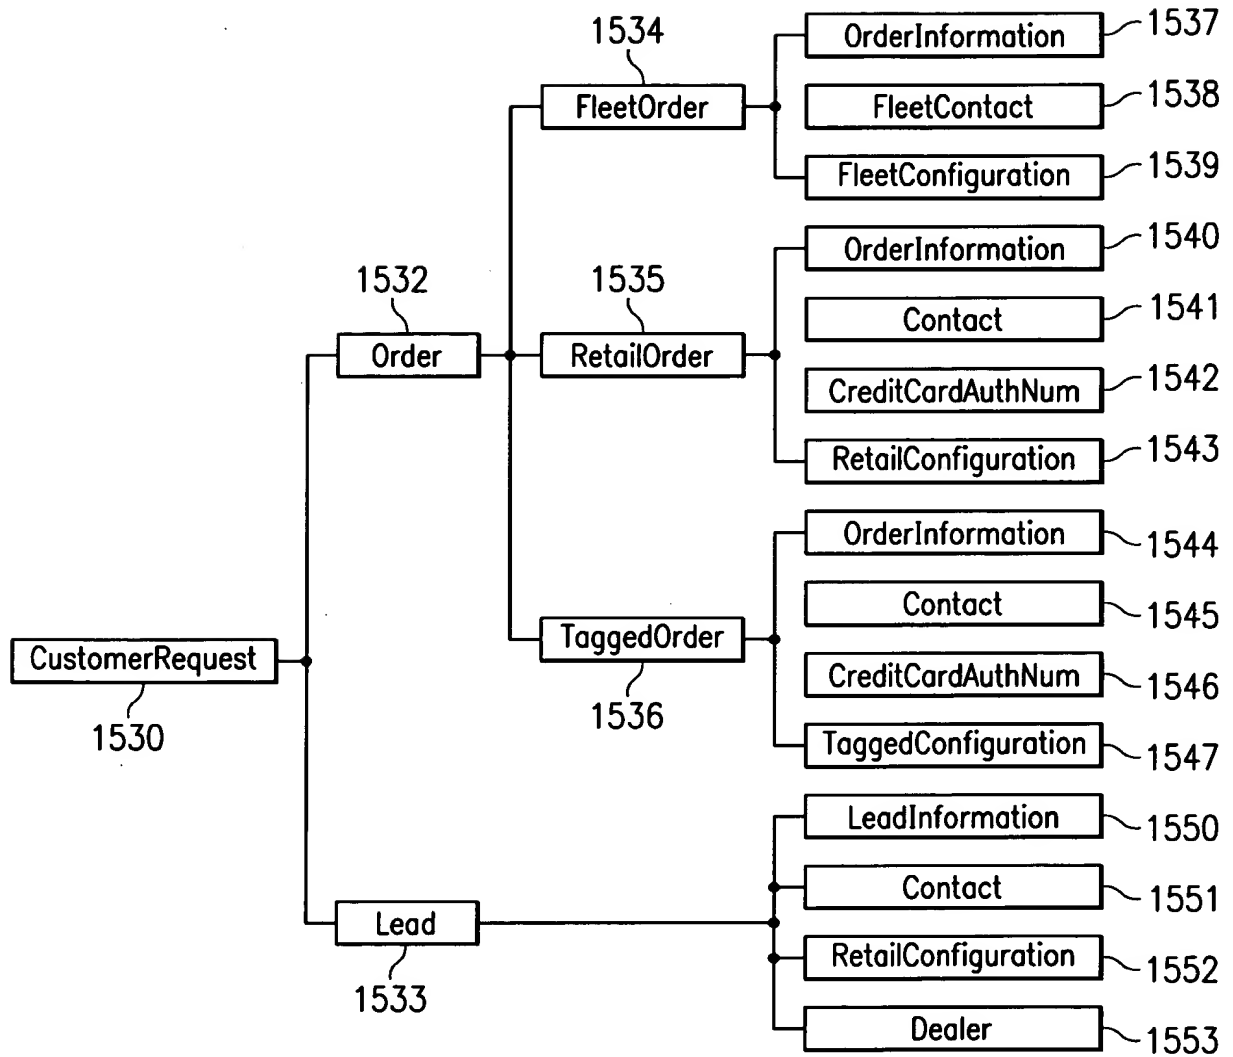 1534
OrderInformation
1537
FleetOrder
FleetContact
1538
FleetConfiguration
1539
OrderInformation
1540
1532
1535
Contact
1541
Order
RetailOrder
CreditCardAuthNum
1542
RetailConfiguration
1543
OrderInformation
1544
Contact
1545
CustomerRequest
TaggedOrder
CreditCardAuthNum
1546
1530
1536
TaggedConfiguration
1547
LeadInformation
1550
Contact
1551
Lead
RetailConfiguration
1552
1533
Dealer
1553